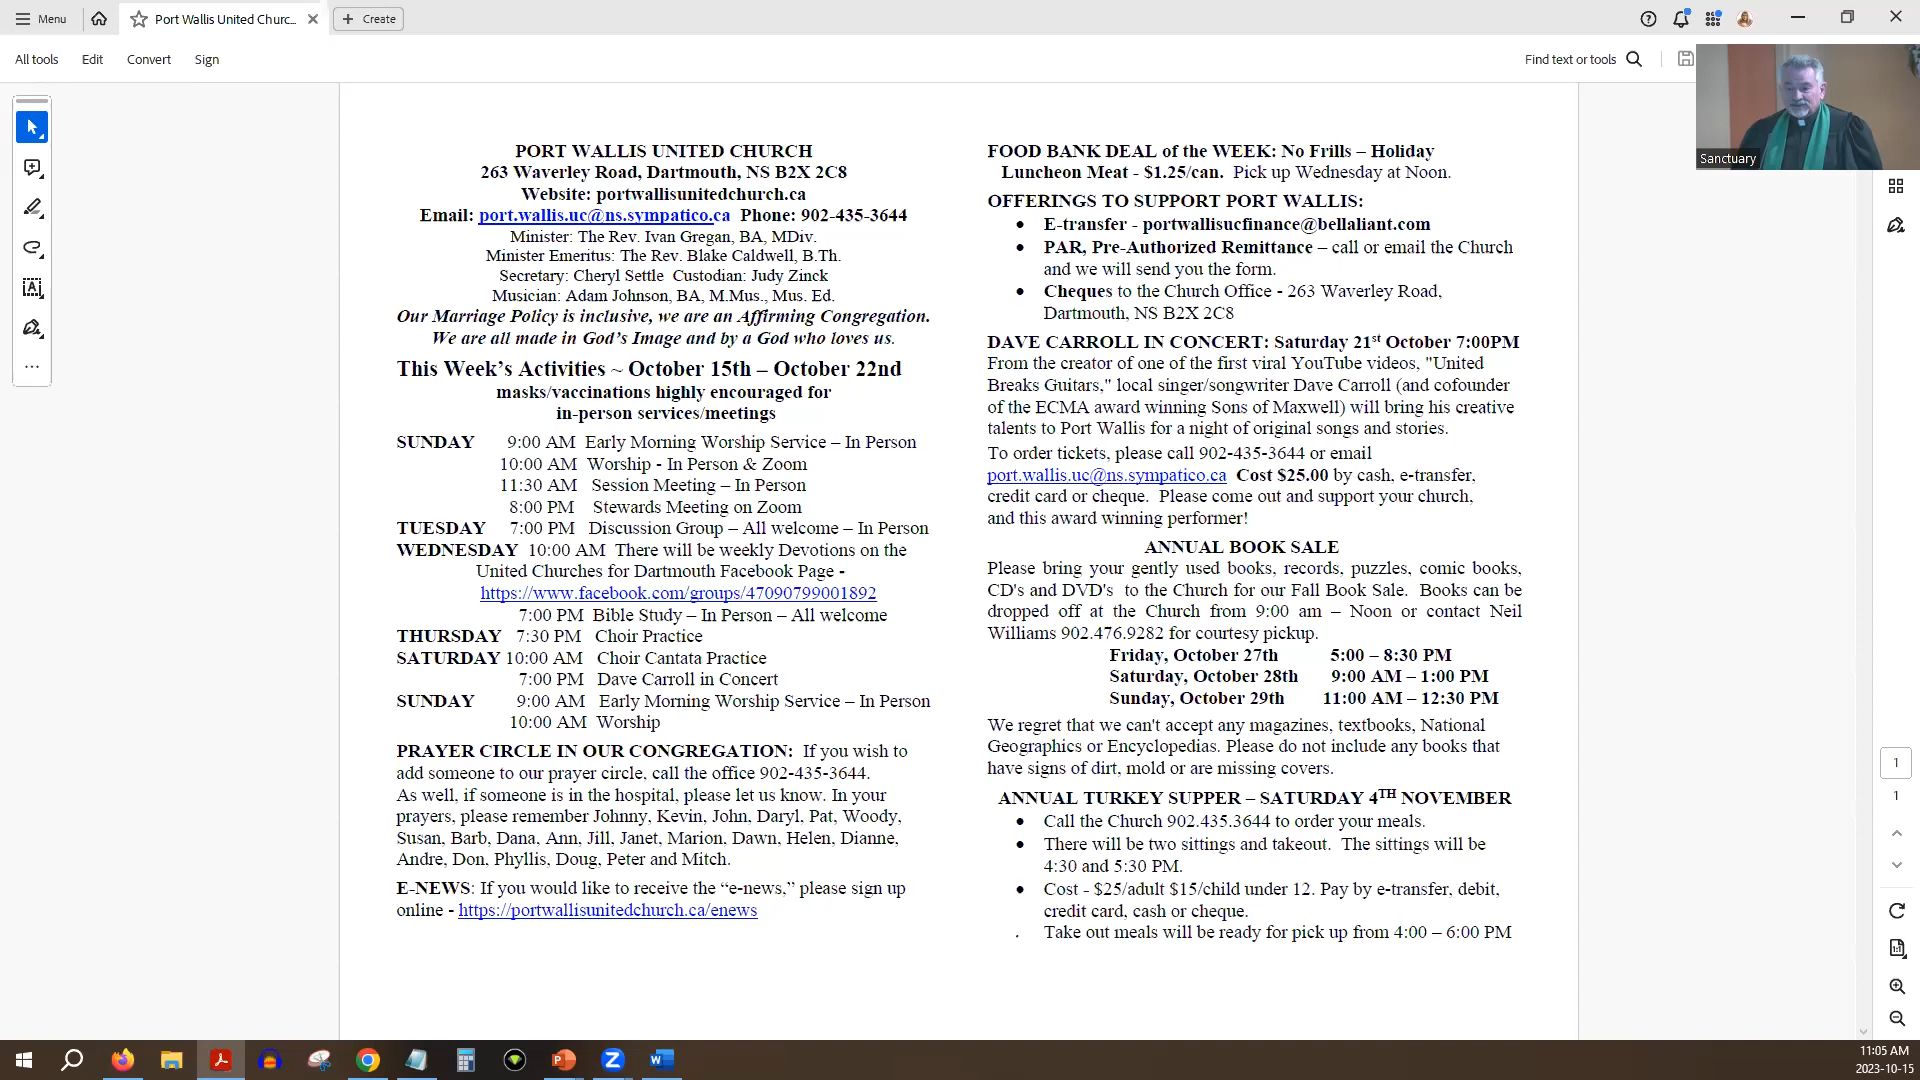 Menu
Port Wallis United Churc...
Create
All tools
Edit
Convert
Sign
Find text or tools
Sanctuary
PORT WALLIS UNITED CHURCH
263 Waverley Road, Dartmouth, NS B2X 2C8
Website: portwallisunitedchurch.ca
Email: port.wallis.uc@ns.sympatico.ca Phone: 902-435-3644
Minister: The Rev. Ivan Gregan, BA, MDiv.
Minister Emeritus: The Rev. Blake Caldwell, B.Th.
Secretary: Cheryl Settle Custodian: Judy Zinck
Musician: Adam Johnson, BA, M.Mus., Mus. Ed.
Our Marriage Policy is inclusive, we are an Affirming Congregation.
We are all made in God's Image and by a God who loves us.
This Week's Activities ~ October 15th – October 22nd
masks/vaccinations highly encouraged for
in-person services/meetings
SUNDAY 9:00 AM Early Morning Worship Service – In Person
10:00 AM Worship - In Person & Zoom
11:30 AM Session Meeting – In Person
8:00 PM Stewards Meeting on Zoom
TUESDAY 7:00 PM Discussion Group – All welcome – In Person
WEDNESDAY 10:00 AM There will be weekly Devotions on the
United Churches for Dartmouth Facebook Page -
https://www.facebook.com/groups/47090799001892
7:00 PM Bible Study – In Person – All welcome
THURSDAY 7:30 PM Choir Practice
SATURDAY 10:00 AM Choir Cantata Practice
7:00 PM Dave Carroll in Concert
SUNDAY 9:00 AM Early Morning Worship Service – In Person
10:00 AM Worship
PRAYER CIRCLE IN OUR CONGREGATION: If you wish to
add someone to our prayer circle, call the office 902-435-3644.
As well, if someone is in the hospital, please let us know. In your
prayers, please remember Johnny, Kevin, John, Daryl, Pat, Woody,
Susan, Barb, Dana, Ann, Jill, Janet, Marion, Dawn, Helen, Dianne,
Andre, Don, Phyllis, Doug, Peter and Mitch.
E-NEWS: If you would like to receive the “e-news,” please sign up
online - https://portwallisunitedchurch.ca/enews
FOOD BANK DEAL of the WEEK: No Frills – Holiday
Luncheon Meat - $1.25/can. Pick up Wednesday at Noon.
OFFERINGS TO SUPPORT PORT WALLIS:
• E-transfer - portwallisucfinance@bellaliant.com
• PAR, Pre-Authorized Remittance – call or email the Church
and we will send you the form.
• Cheques to the Church Office - 263 Waverley Road,
Dartmouth, NS B2X 2C8
DAVE CARROLL IN CONCERT: Saturday 21st October 7:00PM
From the creator of one of the first viral YouTube videos, "United
Breaks Guitars," local singer/songwriter Dave Carroll (and cofounder
of the ECMA award winning Sons of Maxwell) will bring his creative
talents to Port Wallis for a night of original songs and stories.
To order tickets, please call 902-435-3644 or email
port.wallis.uc@ns.sympatico.ca Cost $25.00 by cash, e-transfer,
credit card or cheque. Please come out and support your church,
and this award winning performer!
ANNUAL BOOK SALE
Please bring your gently used books, records, puzzles, comic books,
CD's and DVD's to the Church for our Fall Book Sale. Books can be
dropped off at the Church from 9:00 am – Noon or contact Neil
Williams 902.476.9282 for courtesy pickup.
Friday, October 27th 5:00 – 8:30 PM
Saturday, October 28th 9:00 AM – 1:00 PM
Sunday, October 29th 11:00 AM – 12:30 PM
We regret that we can't accept any magazines, textbooks, National
Geographics or Encyclopedias. Please do not include any books that
have signs of dirt, mold or are missing covers.
ANNUAL TURKEY SUPPER – SATURDAY 4TH NOVEMBER
• Call the Church 902.435.3644 to order your meals.
• There will be two sittings and takeout. The sittings will be
4:30 and 5:30 PM.
• Cost - $25/adult $15/child under 12. Pay by e-transfer, debit,
credit card, cash or cheque.
. Take out meals will be ready for pick up from 4:00 – 6:00 PM
1
1
11:05 AM
2023-10-15